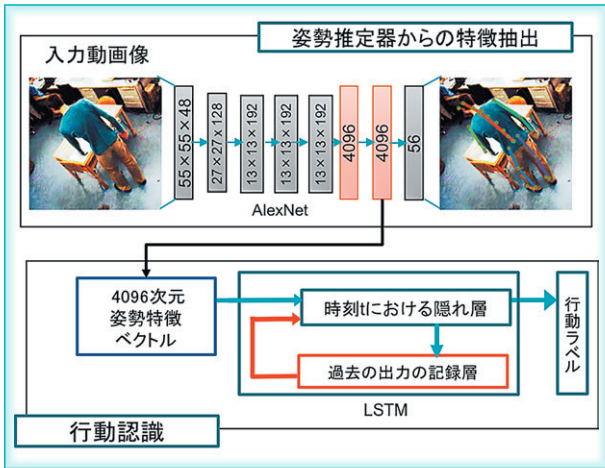 姿勢推定器からの特徴抽出
入力動画像
55×55×48
27×27×128
13×13×192
13×13×192
13×13×192
4096
4096
56
AlexNet
4096次元
姿勢特徴
ベクトル
時刻tにおける隠れ層
過去の出力の記録層
LSTM
行動ラベル
行動認識